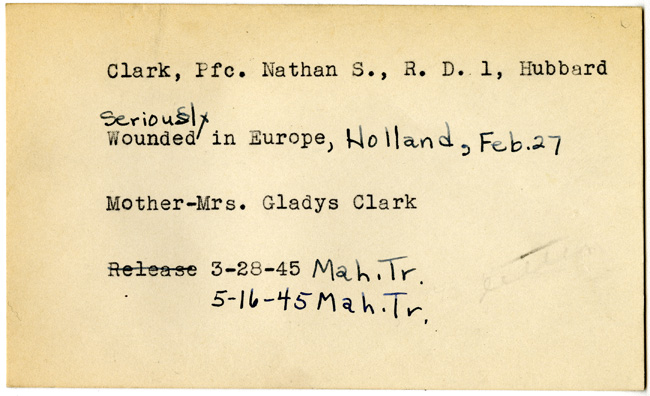 Clark, Pfc. Nathan S., R. D. 1, Hubbard
Seriously
Wounded/ in Europe, Holland, Feb. 27
Mother-Mrs. Gladys Clark
Release 3-28-45 Mah. Tr.
5-16-45 Mah. Tr.